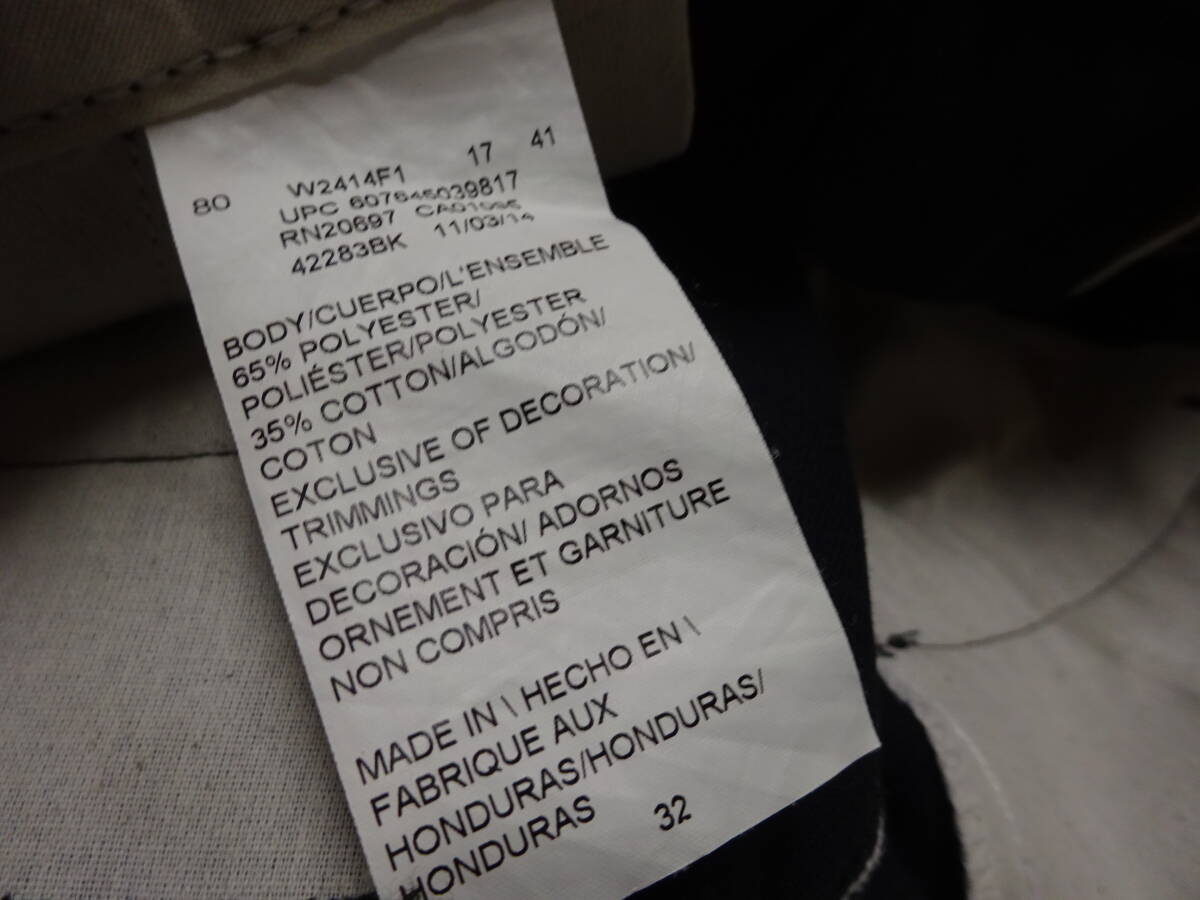 80 W2414F1 17 41
UPC 607645039817
RN20697
42283BK 11/03/14
BODY/CUERPO/L'ENSEMBLE
65% POLYESTER/
POLIÉSTER/POLYESTER
35% COTTON/ALGODÓN/
COTON
EXCLUSIVE OF DECORATION/
TRIMMINGS
EXCLUSIVO PARA
DECORACIÓN/ ADORNOS
ORNEMENT ET GARNITURE
NON COMPRIS
MADE IN \ HECHO EN \
FABRIQUE AUX
HONDURAS/HONDURAS/
HONDURAS 32